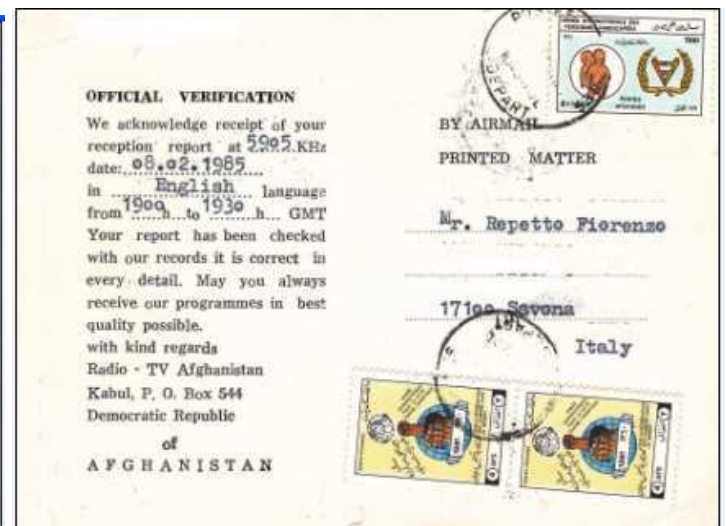 OFFICIAL VERIFICATION
We acknowledge receipt of your
reception report at 5905 KHz
date: 08.02.1985
in English language
from 1900 h to 1930 h... GMT
Your report has been checked
with our records it is correct in
every detail. May you always
receive our programmes in best
quality possible.
with kind regards
Radio - TV Afghanistan
Kabul, P. O. Box 544
Democratic Republic
of
AFGHANISTAN
1981
BY AIRMAIL
PRINTED MATTER
Mr. Repetto Fiorenzo
17100 Savona
Italy